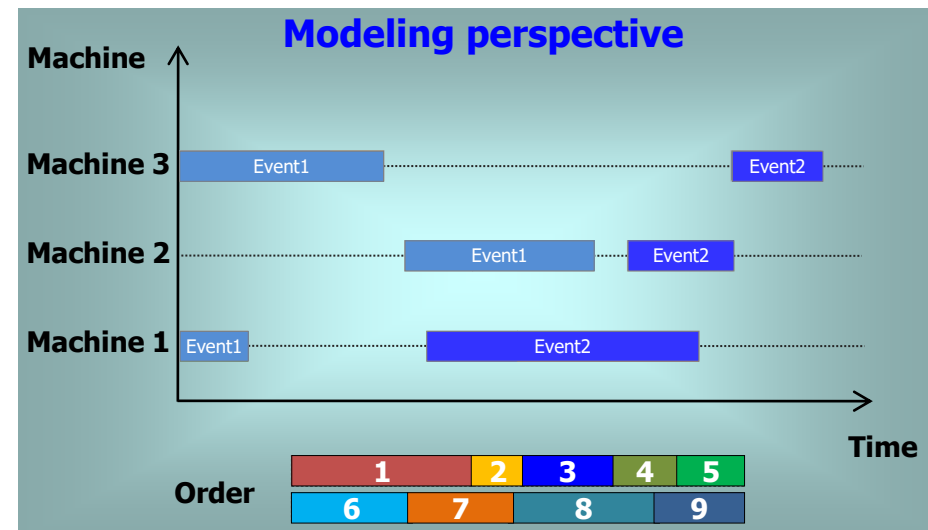 Modeling perspective
Machine
Machine 3 Event1 Event2
Machine 2 Event1 Event2
Machine 1 Event1 Event2
Time
Order
1 2 3 4 5
6 7 8 9